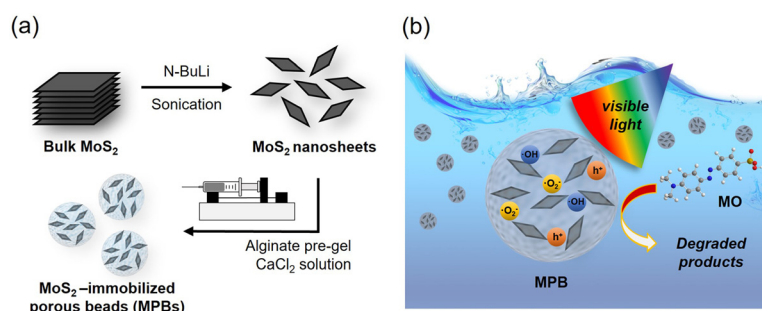 (a)
N-BuLi
Sonication
Bulk MoS₂
MoS₂ nanosheets
Alginate pre-gel
CaCl₂ solution
MoS₂–immobilized
porous beads (MPBs)
(b)
visible
light
·OH
h⁺
·O₂⁻
·OH
·O₂⁻
h⁺
MO
Degraded
products
MPB